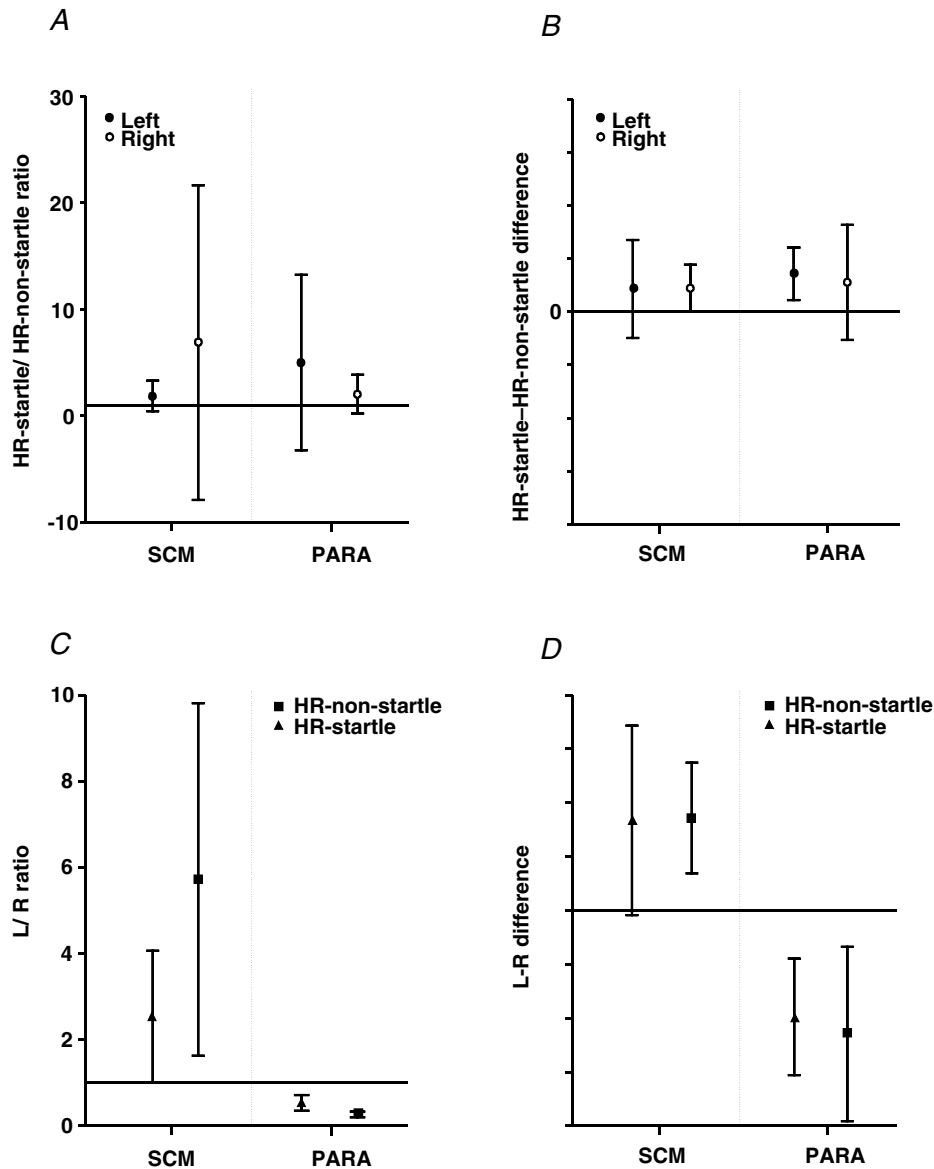 A
HR-startle/ HR-non-startle ratio
30
20
10
0
-10
Left
Right
SCM
PARA
B
HR-startle–HR-non-startle difference
0
Left
Right
SCM
PARA
C
L/ R ratio
10
8
6
4
2
0
HR-non-startle
HR-startle
SCM
PARA
D
L-R difference
HR-non-startle
HR-startle
SCM
PARA